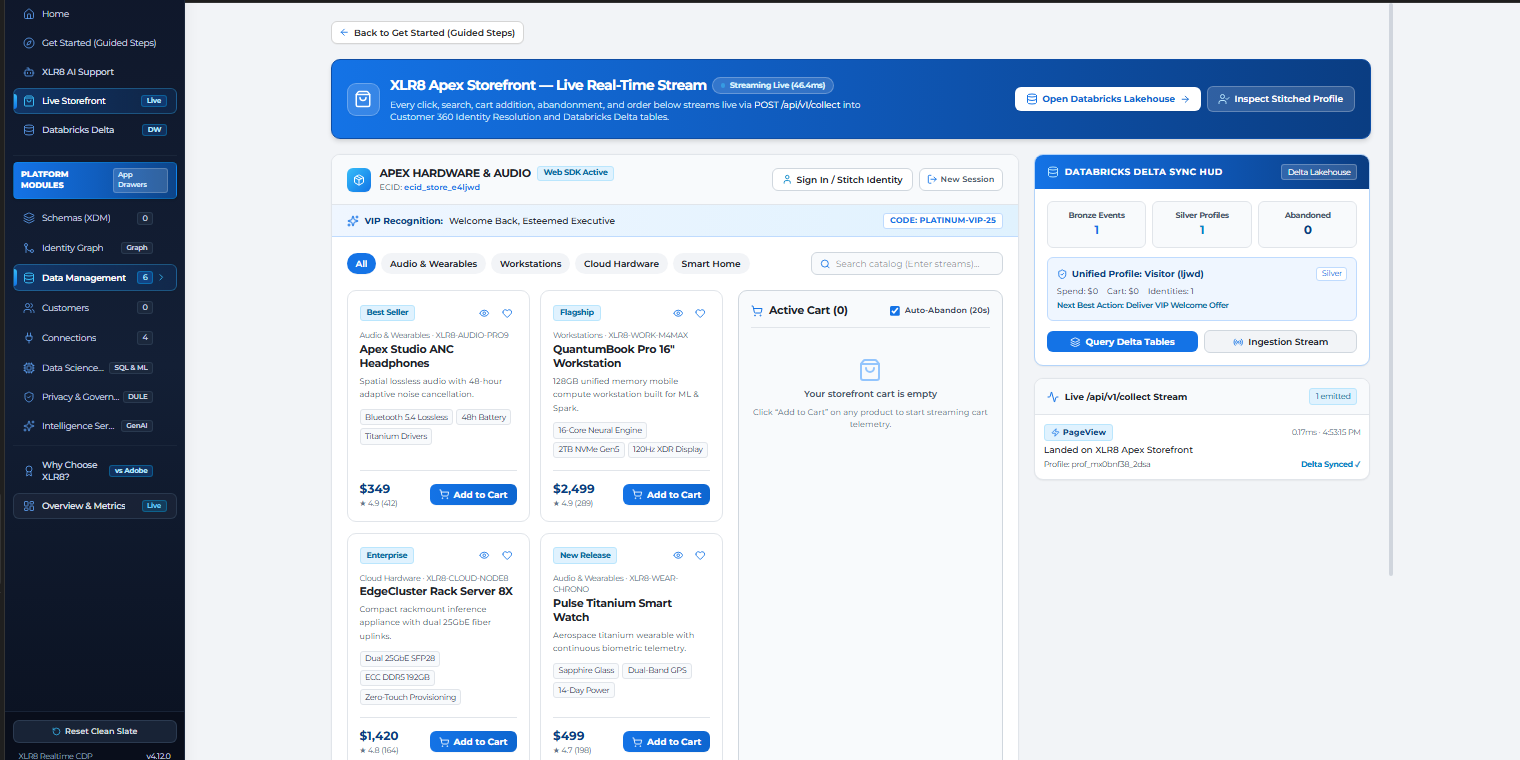 Home
Get Started (Guided Steps)
XLR8 AI Support
Live Storefront Live
Databricks Delta DW
PLATFORM MODULES App Drawers
Schemas (XDM) 0
Identity Graph Graph
Data Management 6
Customers 0
Connections 4
Data Science... SQL & ML
Privacy & Govern... DULE
Intelligence Ser... GenAI
Why Choose XLR8? vs Adobe
Overview & Metrics Live
Reset Clean Slate
XLR8 Realtime CDP v4.12.0
Back to Get Started (Guided Steps)
XLR8 Apex Storefront — Live Real-Time Stream Streaming Live (46.4ms)
Every click, search, cart addition, abandonment, and order below streams live via POST /api/v1/collect into
Customer 360 Identity Resolution and Databricks Delta tables.
Open Databricks Lakehouse →
Inspect Stitched Profile
APEX HARDWARE & AUDIO Web SDK Active
ECID: ecid_store_e4ljwd
Sign In / Stitch Identity
New Session
VIP Recognition: Welcome Back, Esteemed Executive
CODE: PLATINUM-VIP-25
All
Audio & Wearables
Workstations
Cloud Hardware
Smart Home
Search catalog (Enter streams)...
Best Seller
Audio & Wearables · XLR8-AUDIO-PRO9
Apex Studio ANC
Headphones
Spatial lossless audio with 48-hour
adaptive noise cancellation.
Bluetooth 5.4 Lossless
48h Battery
Titanium Drivers
$349
★ 4.9 (412)
Add to Cart
Flagship
Workstations · XLR8-WORK-M4MAX
QuantumBook Pro 16"
Workstation
128GB unified memory mobile
compute workstation built for ML &
Spark.
16-Core Neural Engine
2TB NVMe Gen5
120Hz XDR Display
$2,499
★ 4.9 (289)
Add to Cart
Enterprise
Cloud Hardware · XLR8-CLOUD-NODE8
EdgeCluster Rack Server 8X
Compact rackmount inference
appliance with dual 25GbE fiber
uplinks.
Dual 25GbE SFP28
ECC DDR5 192GB
Zero-Touch Provisioning
$1,420
★ 4.8 (164)
Add to Cart
New Release
Audio & Wearables · XLR8-WEAR-
CHRONO
Pulse Titanium Smart
Watch
Aerospace titanium wearable with
continuous biometric telemetry.
Sapphire Glass
Dual-Band GPS
14-Day Power
$499
★ 4.7 (198)
Add to Cart
Active Cart (0)
Auto-Abandon (20s)
Your storefront cart is empty
Click "Add to Cart" on any product to start streaming cart
telemetry.
DATABRICKS DELTA SYNC HUD Delta Lakehouse
Bronze Events
1
Silver Profiles
1
Abandoned
0
Unified Profile: Visitor (ljwd) Silver
Spend: $0 Cart: $0 Identities: 1
Next Best Action: Deliver VIP Welcome Offer
Query Delta Tables
Ingestion Stream
Live /api/v1/collect Stream 1 emitted
PageView 0.17ms · 4:53:15 PM
Landed on XLR8 Apex Storefront
Profile: prof_mx0bnf38_2dsa Delta Synced ✓